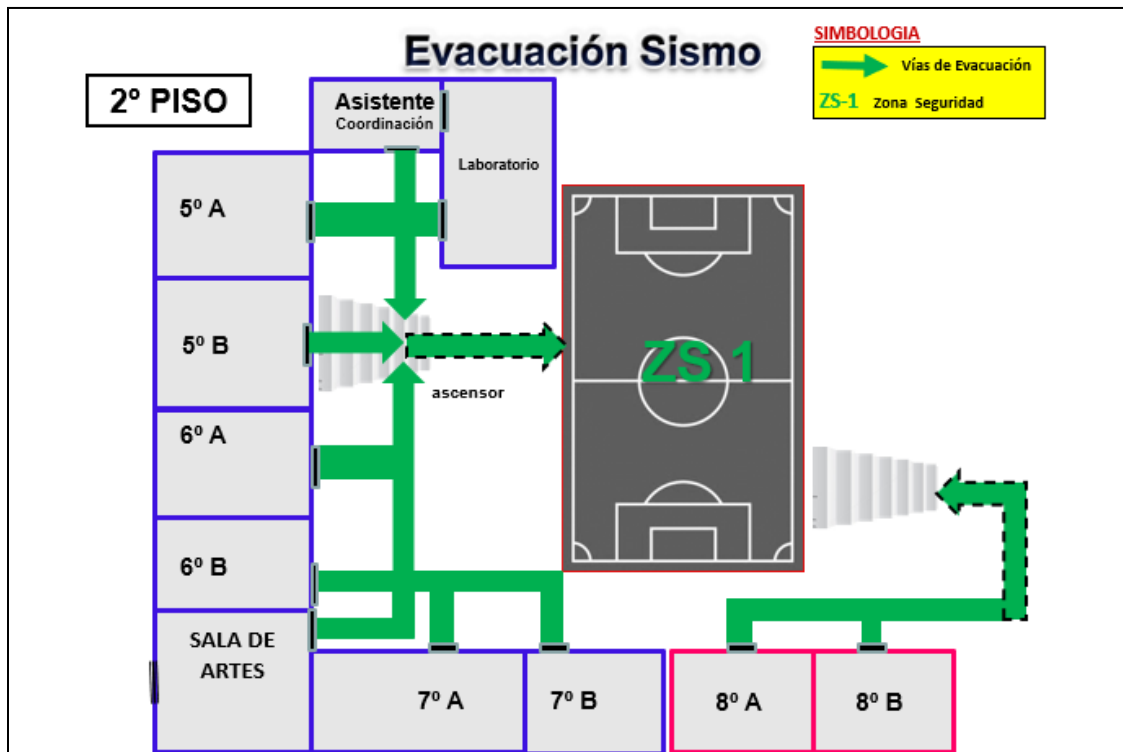 Evacuación Sismo
SIMBOLOGIA
Vías de Evacuación
ZS-1 Zona Seguridad
2º PISO
Asistente
Coordinación
Laboratorio
5º A
5º B
ZS 1
ascensor
6º A
6º B
SALA DE
ARTES
7º A
7º B
8º A
8º B